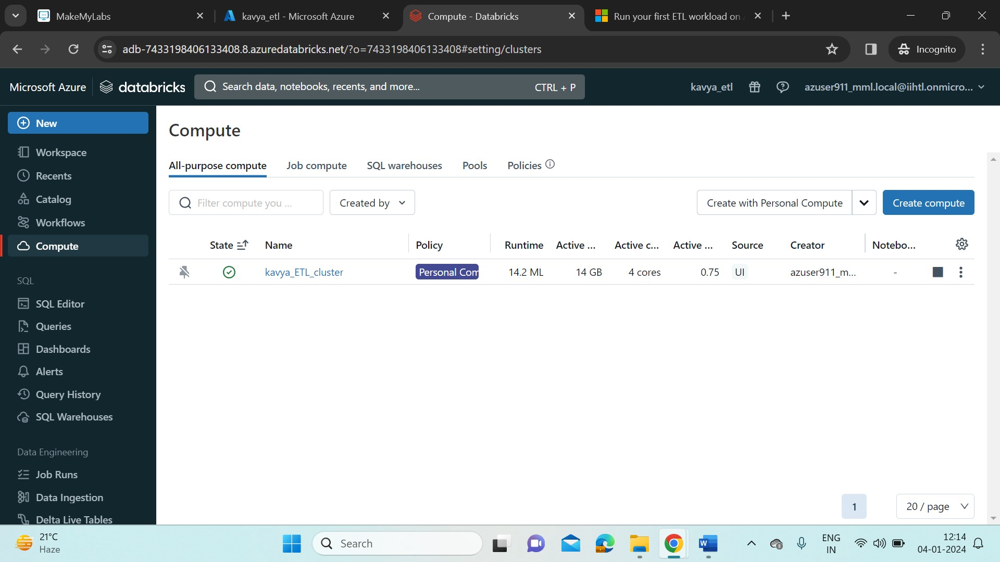 MakeMyLabs
kavya_etl - Microsoft Azure
Compute - Databricks
Run your first ETL workload on
adb-7433198406133408.8.azuredatabricks.net/?o=7433198406133408#setting/clusters
Incognito
Microsoft Azure
databricks
Search data, notebooks, recents, and more...
CTRL + P
kavya_etl
azuser911_mml.local@iihtl.onmicro...
New
Workspace
Recents
Catalog
Workflows
Compute
SQL
SQL Editor
Queries
Dashboards
Alerts
Query History
SQL Warehouses
Data Engineering
Job Runs
Data Ingestion
Delta Live Tables
Compute
All-purpose compute Job compute SQL warehouses Pools Policies
Filter compute you ...
Created by
Create with Personal Compute
Create compute
State Name Policy Runtime Active ... Active c... Active ... Source Creator Notebo...
kavya_ETL_cluster Personal Com 14.2 ML 14 GB 4 cores 0.75 UI azuser911_m... -
1
20 / page
21°C
Haze
Search
W
ENG
IN
12:14
04-01-2024